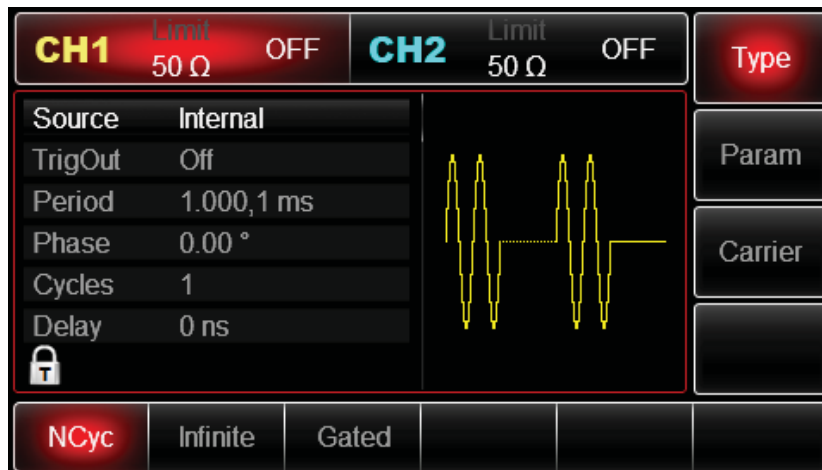 CH1 Limit 50 Ω OFF CH2 Limit 50 Ω OFF Type
Source Internal
TrigOut Off
Period 1.000,1 ms
Phase 0.00 °
Cycles 1
Delay 0 ns
T
Param
Carrier
NCyc Infinite Gated